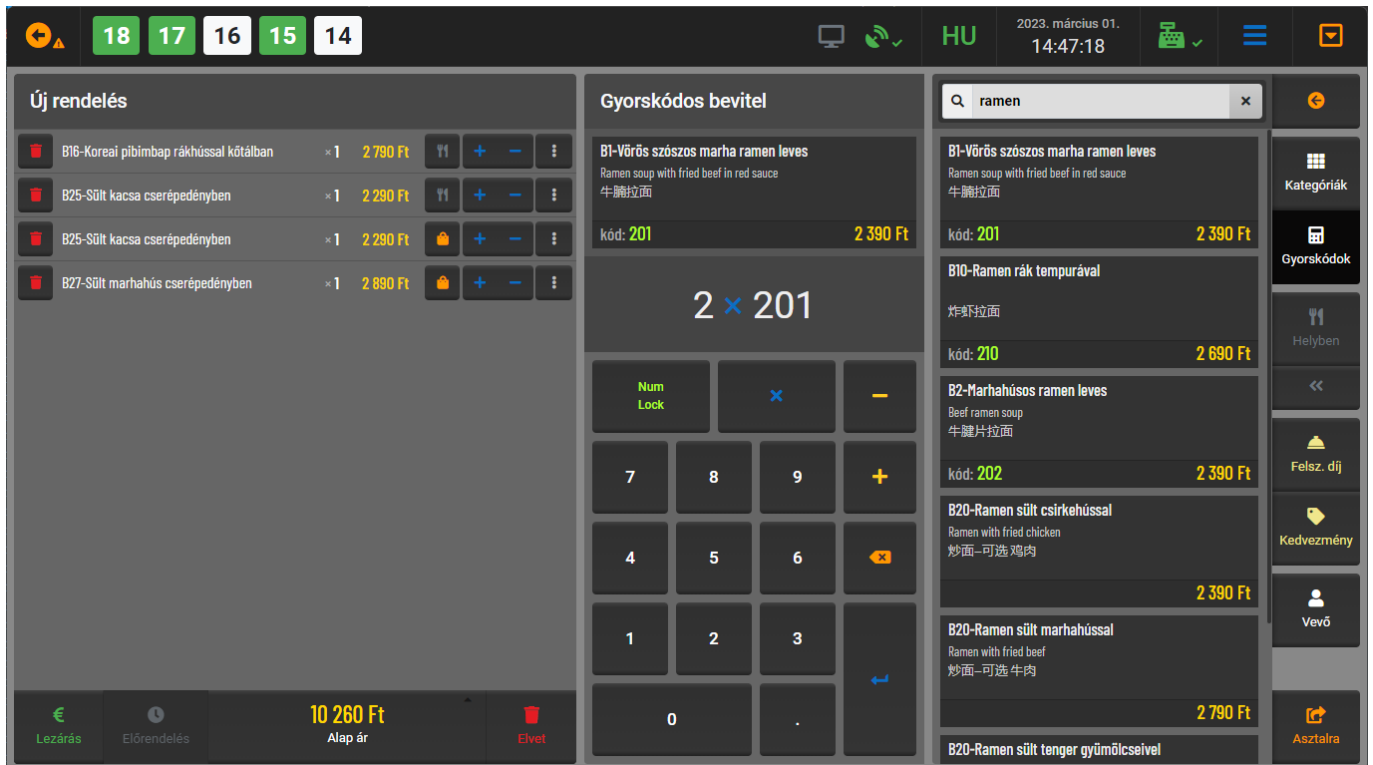 18 17 16 15 14
HU
2023. március 01.
14:47:18
Új rendelés
B16-Koreai pibimbap rákhússal kőtálban ×1 2 790 Ft
B25-Sült kacsa cserépedényben ×1 2 290 Ft
B25-Sült kacsa cserépedényben ×1 2 290 Ft
B27-Sült marhahús cserépedényben ×1 2 890 Ft
€
Lezárás
Előrendelés
10 260 Ft
Alap ár
Elvet
Gyorskódos bevitel
B1-Vörös szószos marha ramen leves
Ramen soup with fried beef in red sauce
牛腩拉面
kód: 201 2 390 Ft
2 × 201
Num
Lock
× −
7 8 9 +
4 5 6
1 2 3
0 .
ramen
B1-Vörös szószos marha ramen leves
Ramen soup with fried beef in red sauce
牛腩拉面
kód: 201 2 390 Ft
B10-Ramen rák tempurával
炸虾拉面
kód: 210 2 690 Ft
B2-Marhahúsos ramen leves
Beef ramen soup
牛腱片拉面
kód: 202 2 390 Ft
B20-Ramen sült csirkehússal
Ramen with fried chicken
炒面–可选 鸡肉
2 390 Ft
B20-Ramen sült marhahússal
Ramen with fried beef
炒面–可选 牛肉
2 790 Ft
B20-Ramen sült tenger gyümölcseivel
Kategóriák
Gyorskódok
Helyben
Felsz. díj
Kedvezmény
Vevő
Asztalra